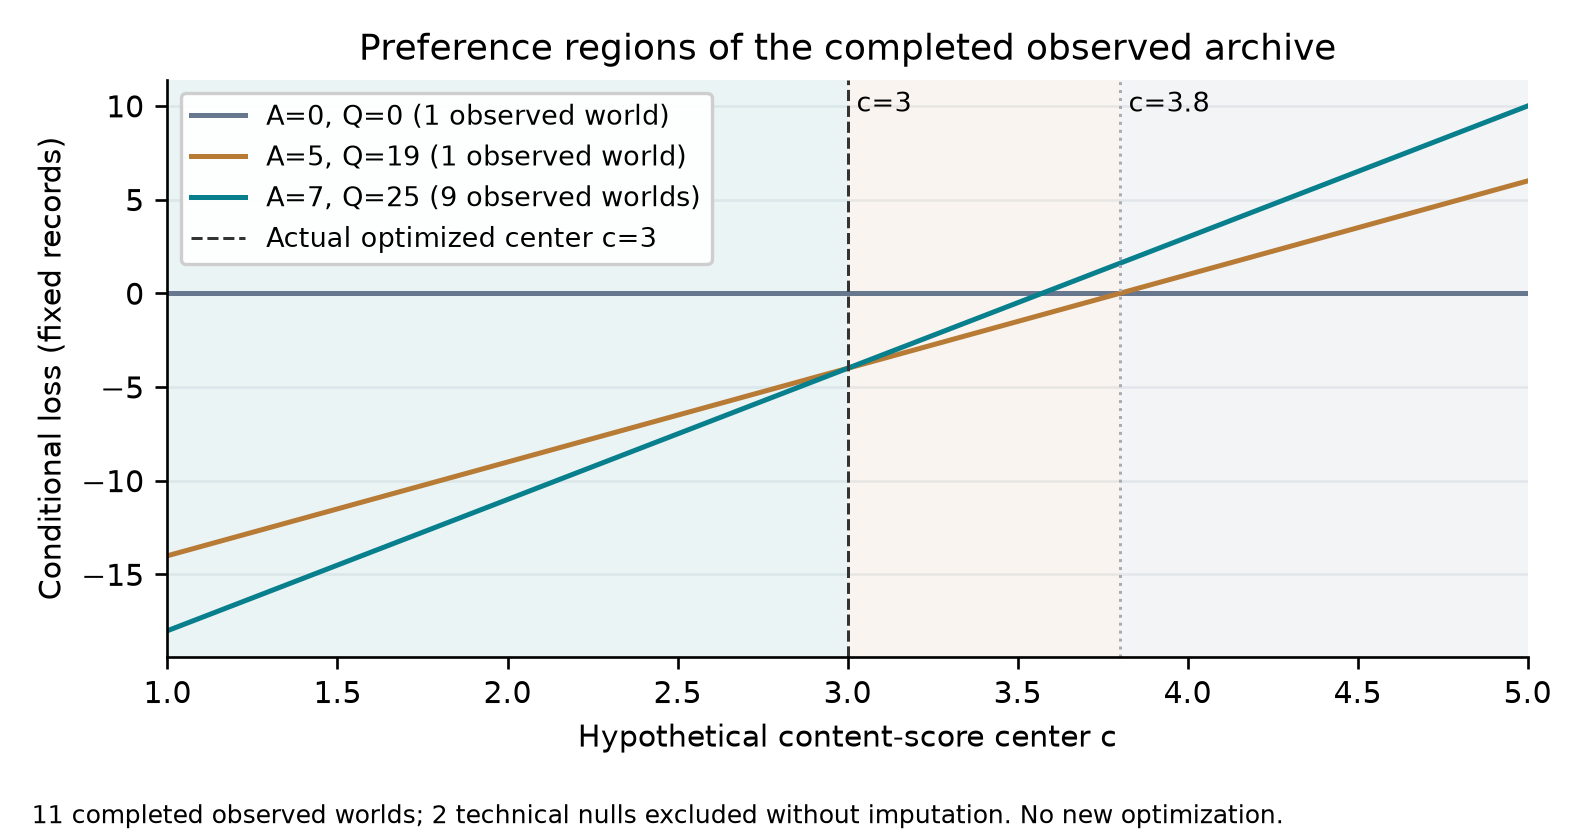 Preference regions of the completed observed archive
Conditional loss (fixed records)
10
5
0
−5
−10
−15
A=0, Q=0 (1 observed world)
A=5, Q=19 (1 observed world)
A=7, Q=25 (9 observed worlds)
Actual optimized center c=3
c=3
c=3.8
1.0
1.5
2.0
2.5
3.0
3.5
4.0
4.5
5.0
Hypothetical content-score center c
11 completed observed worlds; 2 technical nulls excluded without imputation. No new optimization.